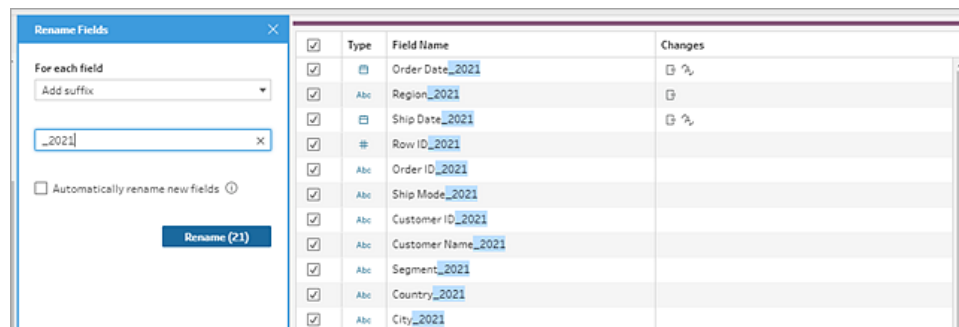 Rename Fields
For each field
Add suffix
_2021
Automatically rename new fields
Rename (21)
Type Field Name Changes
Order Date_2021
Abc Region_2021
Ship Date_2021
# Row ID_2021
Abc Order ID_2021
Abc Ship Mode_2021
Abc Customer ID_2021
Abc Customer Name_2021
Abc Segment_2021
Abc Country_2021
Abc City_2021